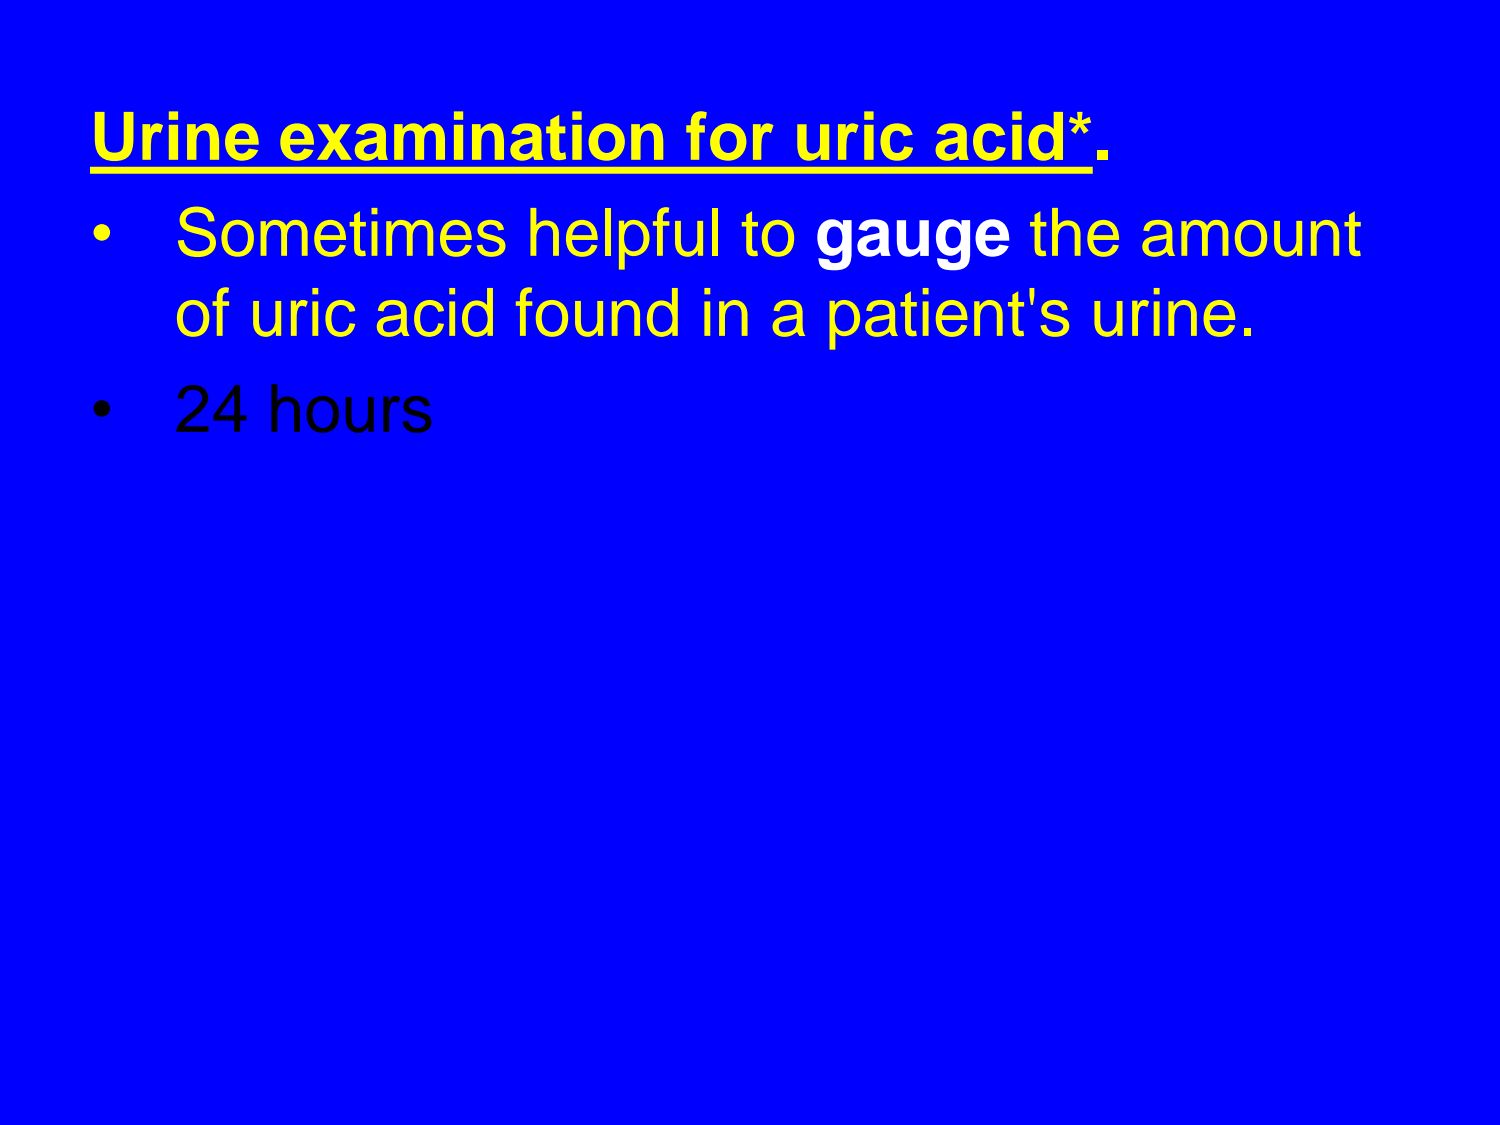 Urine examination for uric acid*.
• Sometimes helpful to gauge the amount
of uric acid found in a patient's urine.
• 24 hours